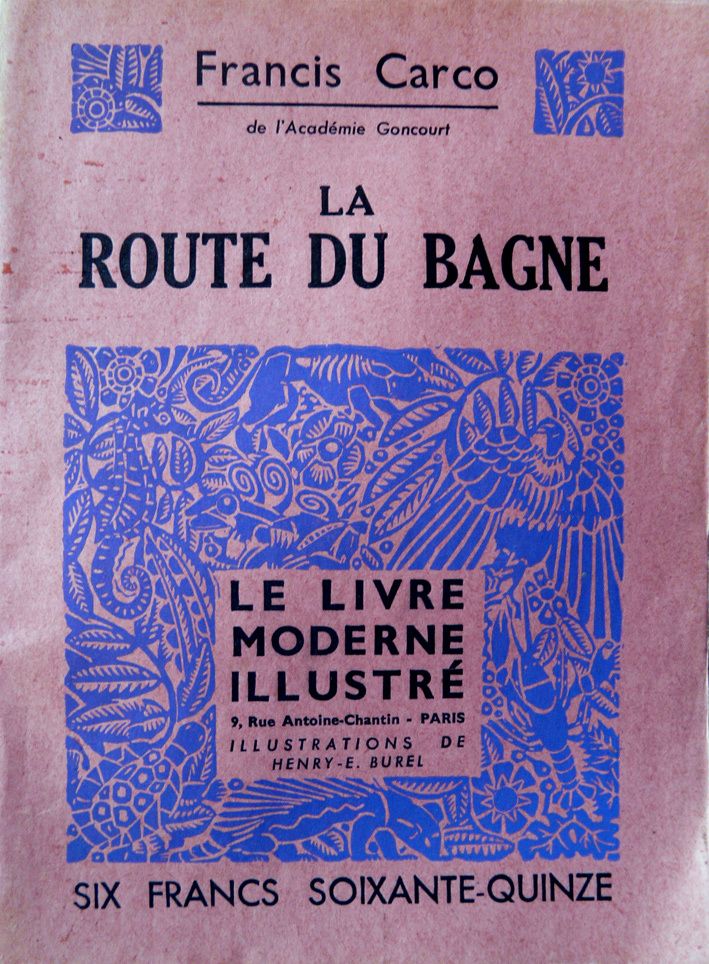 Francis Carco
de l'Académie Goncourt
LA
ROUTE DU BAGNE
LE LIVRE
MODERNE
ILLUSTRÉ
9, Rue Antoine-Chantin - PARIS
ILLUSTRATIONS DE
HENRY-E. BUREL
SIX FRANCS SOIXANTE-QUINZE